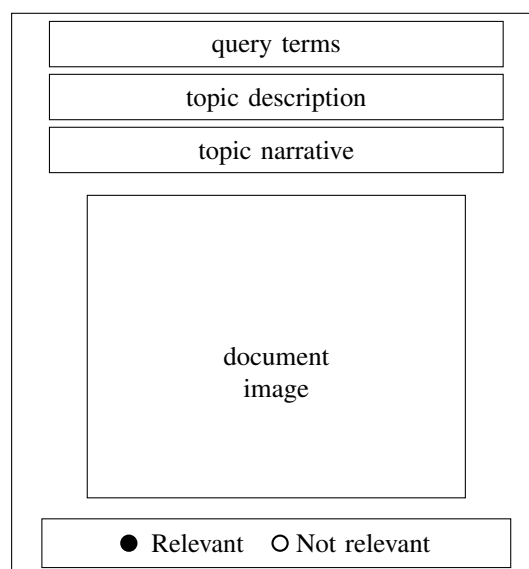 query terms
topic description
topic narrative
document
image
● Relevant ○ Not relevant